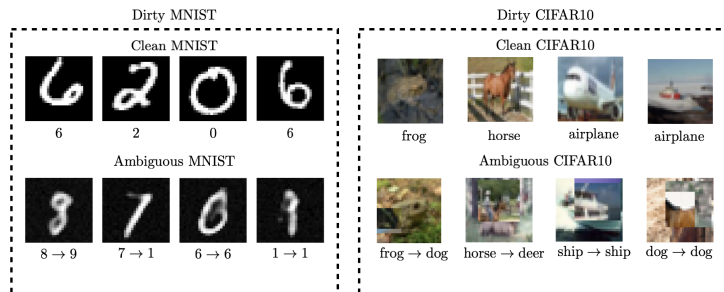 Dirty MNIST
Clean MNIST
6 2 0 6
Ambiguous MNIST
8 → 9 7 → 1 6 → 6 1 → 1
Dirty CIFAR10
Clean CIFAR10
frog horse airplane airplane
Ambiguous CIFAR10
frog → dog horse → deer ship → ship dog → dog